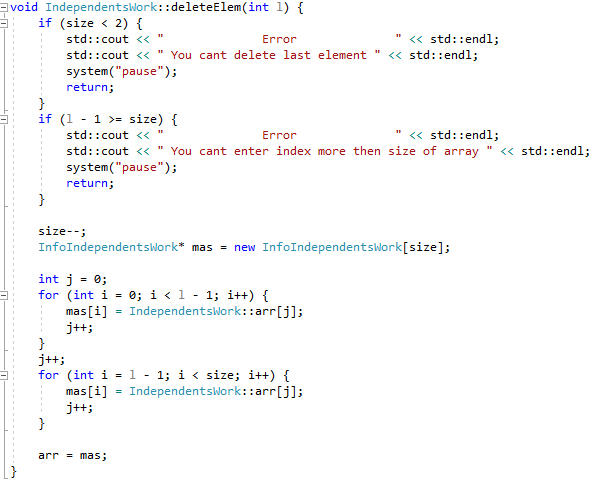 void IndependentsWork::deleteElem(int l) {
    if (size < 2) {
        std::cout << "              Error              " << std::endl;
        std::cout << " You cant delete last element " << std::endl;
        system("pause");
        return;
    }
    if (l - 1 >= size) {
        std::cout << "              Error              " << std::endl;
        std::cout << " You cant enter index more then size of array " << std::endl;
        system("pause");
        return;
    }

    size--;
    InfoIndependentsWork* mas = new InfoIndependentsWork[size];

    int j = 0;
    for (int i = 0; i < l - 1; i++) {
        mas[i] = IndependentsWork::arr[j];
        j++;
    }
    j++;
    for (int i = l - 1; i < size; i++) {
        mas[i] = IndependentsWork::arr[j];
        j++;
    }

    arr = mas;
}